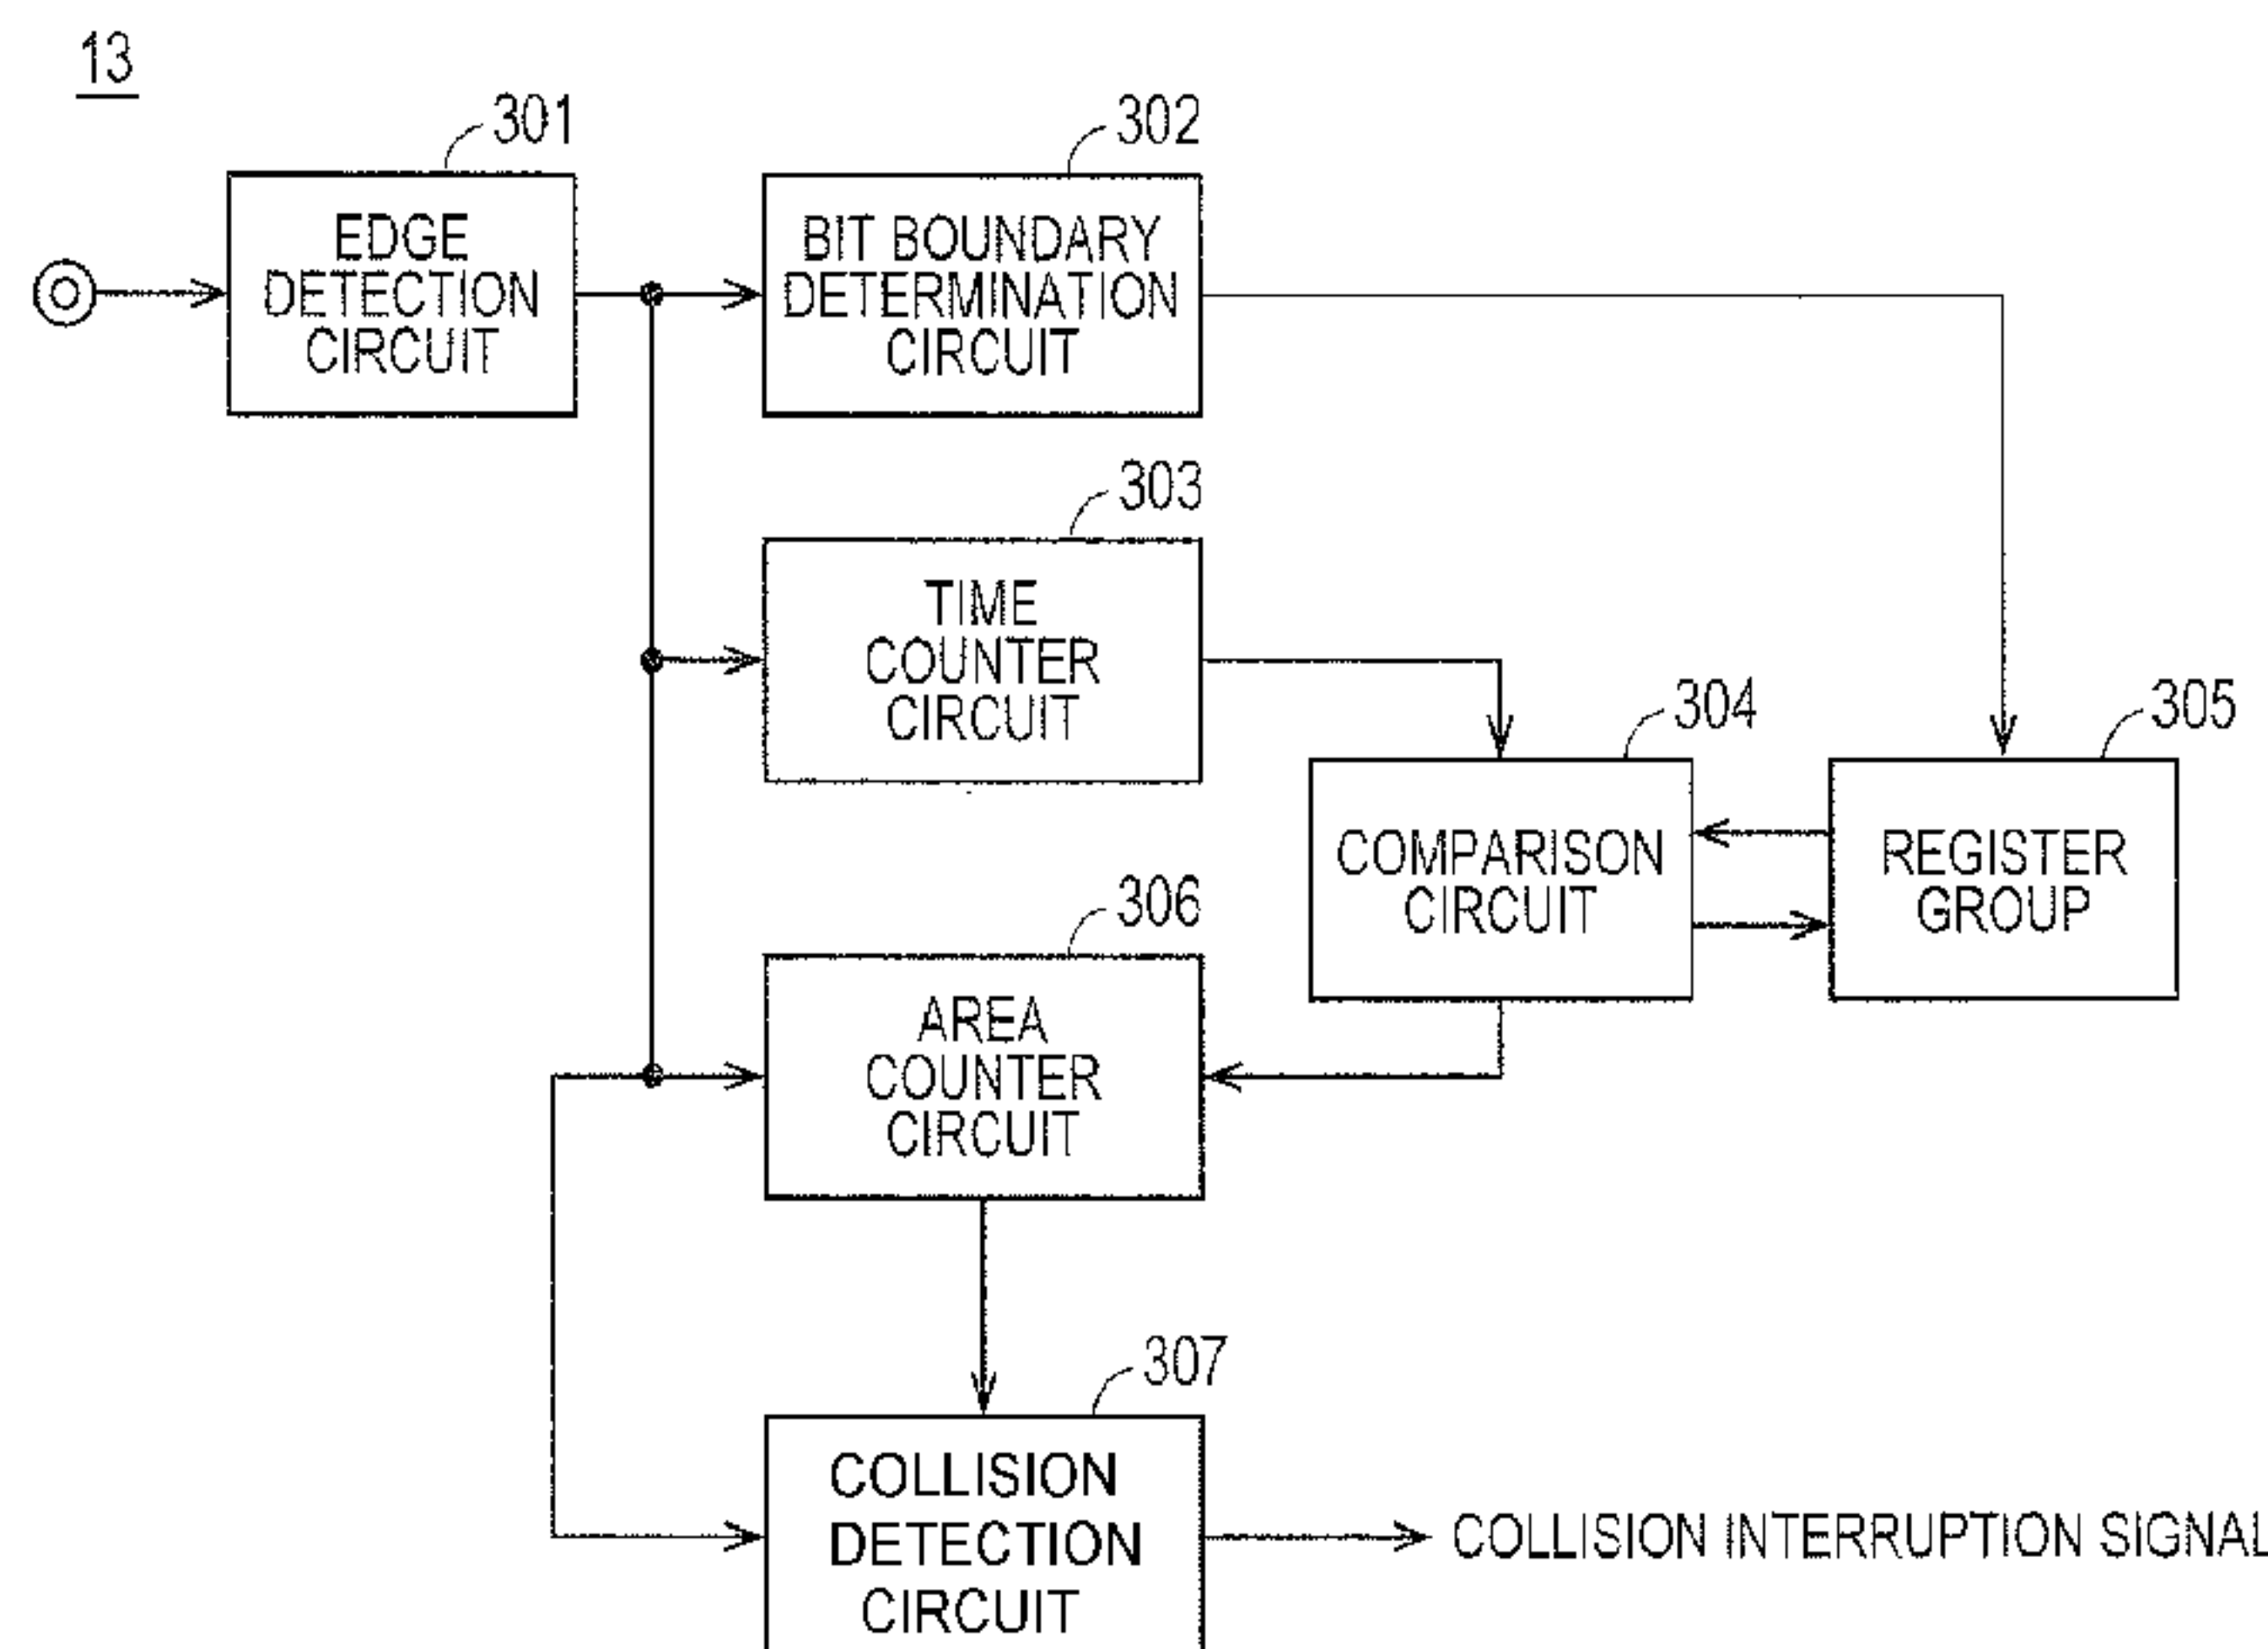 13
301
EDGE
DETECTION
CIRCUIT
302
BIT BOUNDARY
DETERMINATION
CIRCUIT
303
TIME
COUNTER
CIRCUIT
304
COMPARISON
CIRCUIT
305
REGISTER
GROUP
306
AREA
COUNTER
CIRCUIT
307
COLLISION
DETECTION
CIRCUIT
COLLISION INTERRUPTION SIGNAL